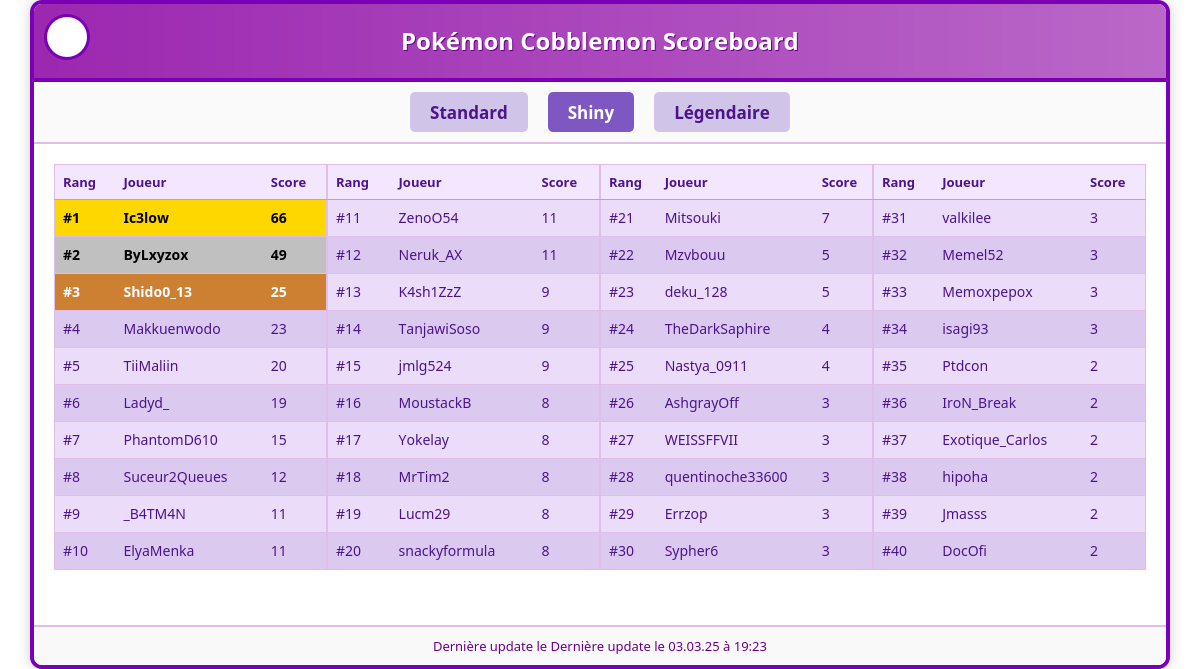 Pokémon Cobblemon Scoreboard
Standard Shiny Légendaire
Rang Joueur Score Rang Joueur Score Rang Joueur Score Rang Joueur Score
#1 Ic3low 66 #11 ZenoO54 11 #21 Mitsouki 7 #31 valkilee 3
#2 ByLxyzox 49 #12 Neruk_AX 11 #22 Mzvbouu 5 #32 Memel52 3
#3 Shido0_13 25 #13 K4sh1ZzZ 9 #23 deku_128 5 #33 Memoxpepox 3
#4 Makkuenwodo 23 #14 TanjawiSoso 9 #24 TheDarkSaphire 4 #34 isagi93 3
#5 TiiMaliin 20 #15 jmlg524 9 #25 Nastya_0911 4 #35 Ptdcon 2
#6 Ladyd_ 19 #16 MoustackB 8 #26 AshgrayOff 3 #36 IroN_Break 2
#7 PhantomD610 15 #17 Yokelay 8 #27 WEISSFFVII 3 #37 Exotique_Carlos 2
#8 Suceur2Queues 12 #18 MrTim2 8 #28 quentinoche33600 3 #38 hipoha 2
#9 _B4TM4N 11 #19 Lucm29 8 #29 Errzop 3 #39 Jmasss 2
#10 ElyaMenka 11 #20 snackyformula 8 #30 Sypher6 3 #40 DocOfi 2
Dernière update le Dernière update le 03.03.25 à 19:23